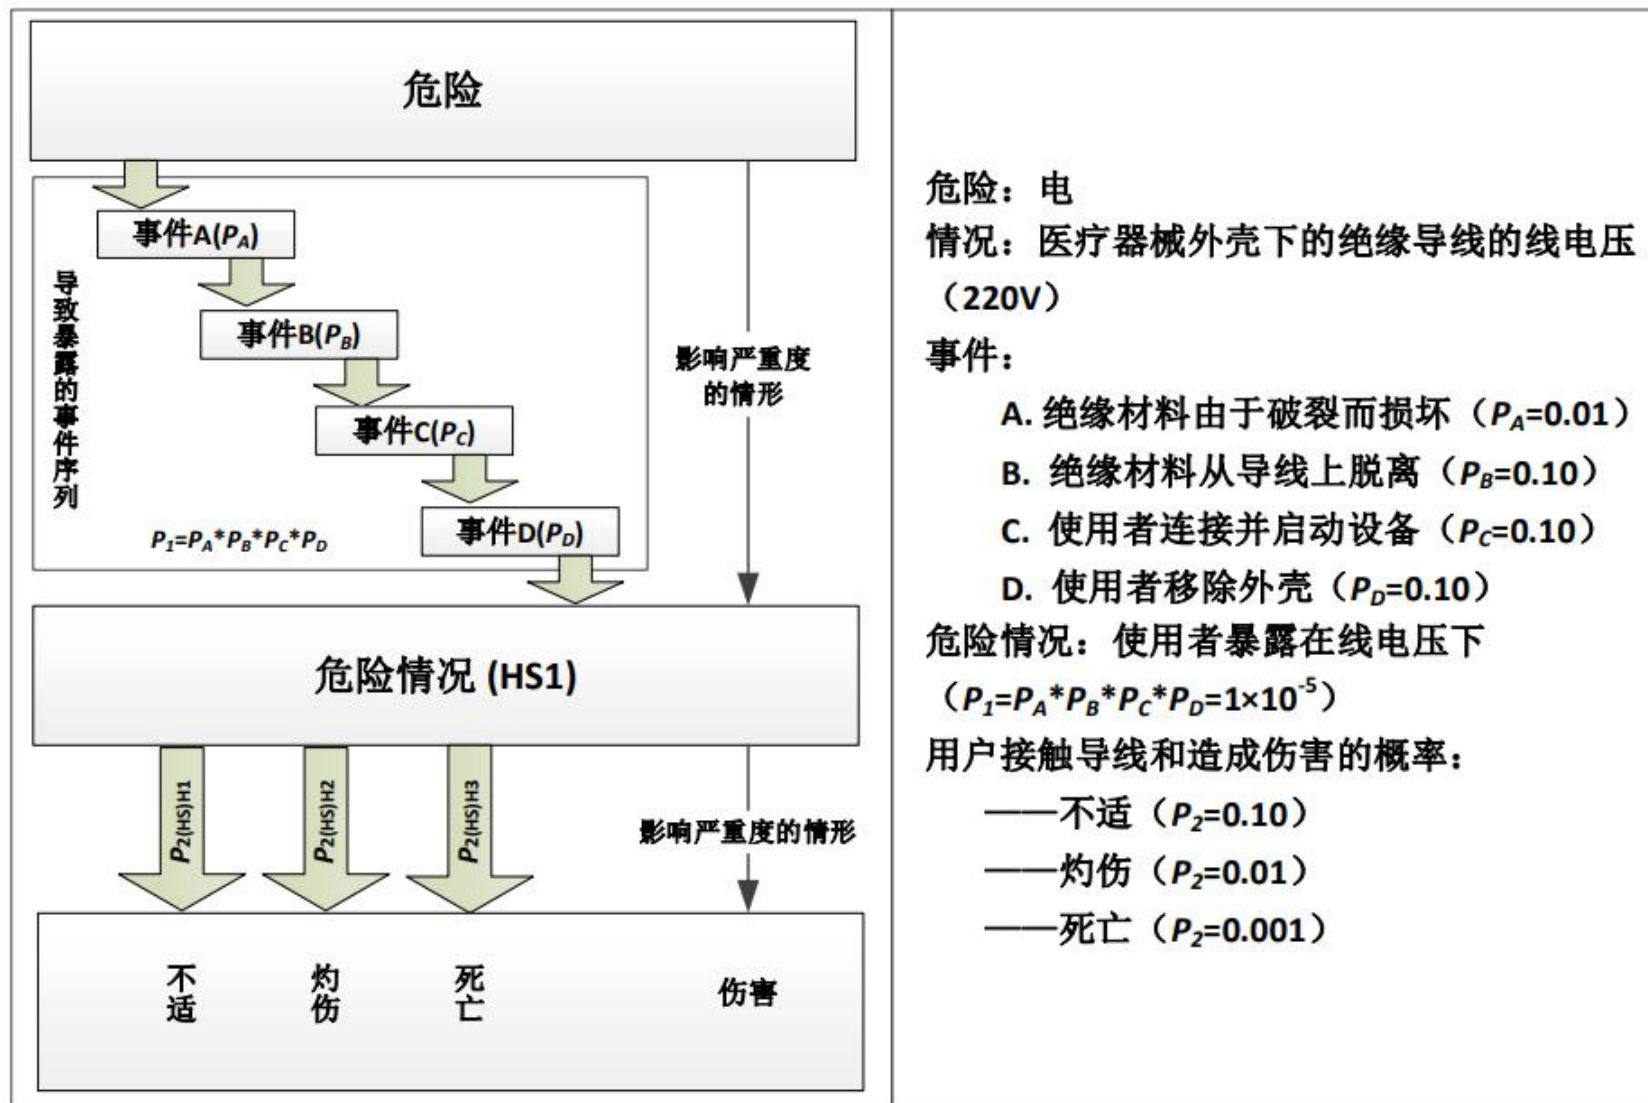 危险
事件A(PA)
事件B(PB)
事件C(PC)
事件D(PD)
导致暴露的事件序列
P1=PA*PB*PC*PD
影响严重度
的情形
危险情况 (HS1)
P2(HS)H1
P2(HS)H2
P2(HS)H3
影响严重度的情形
不适
灼伤
死亡
伤害
危险：电
情况：医疗器械外壳下的绝缘导线的线电压
（220V）
事件：
A. 绝缘材料由于破裂而损坏（PA=0.01）
B. 绝缘材料从导线上脱离（PB=0.10）
C. 使用者连接并启动设备（PC=0.10）
D. 使用者移除外壳（PD=0.10）
危险情况：使用者暴露在线电压下
（P1=PA*PB*PC*PD=1×10-5）
用户接触导线和造成伤害的概率：
——不适（P2=0.10）
——灼伤（P2=0.01）
——死亡（P2=0.001）